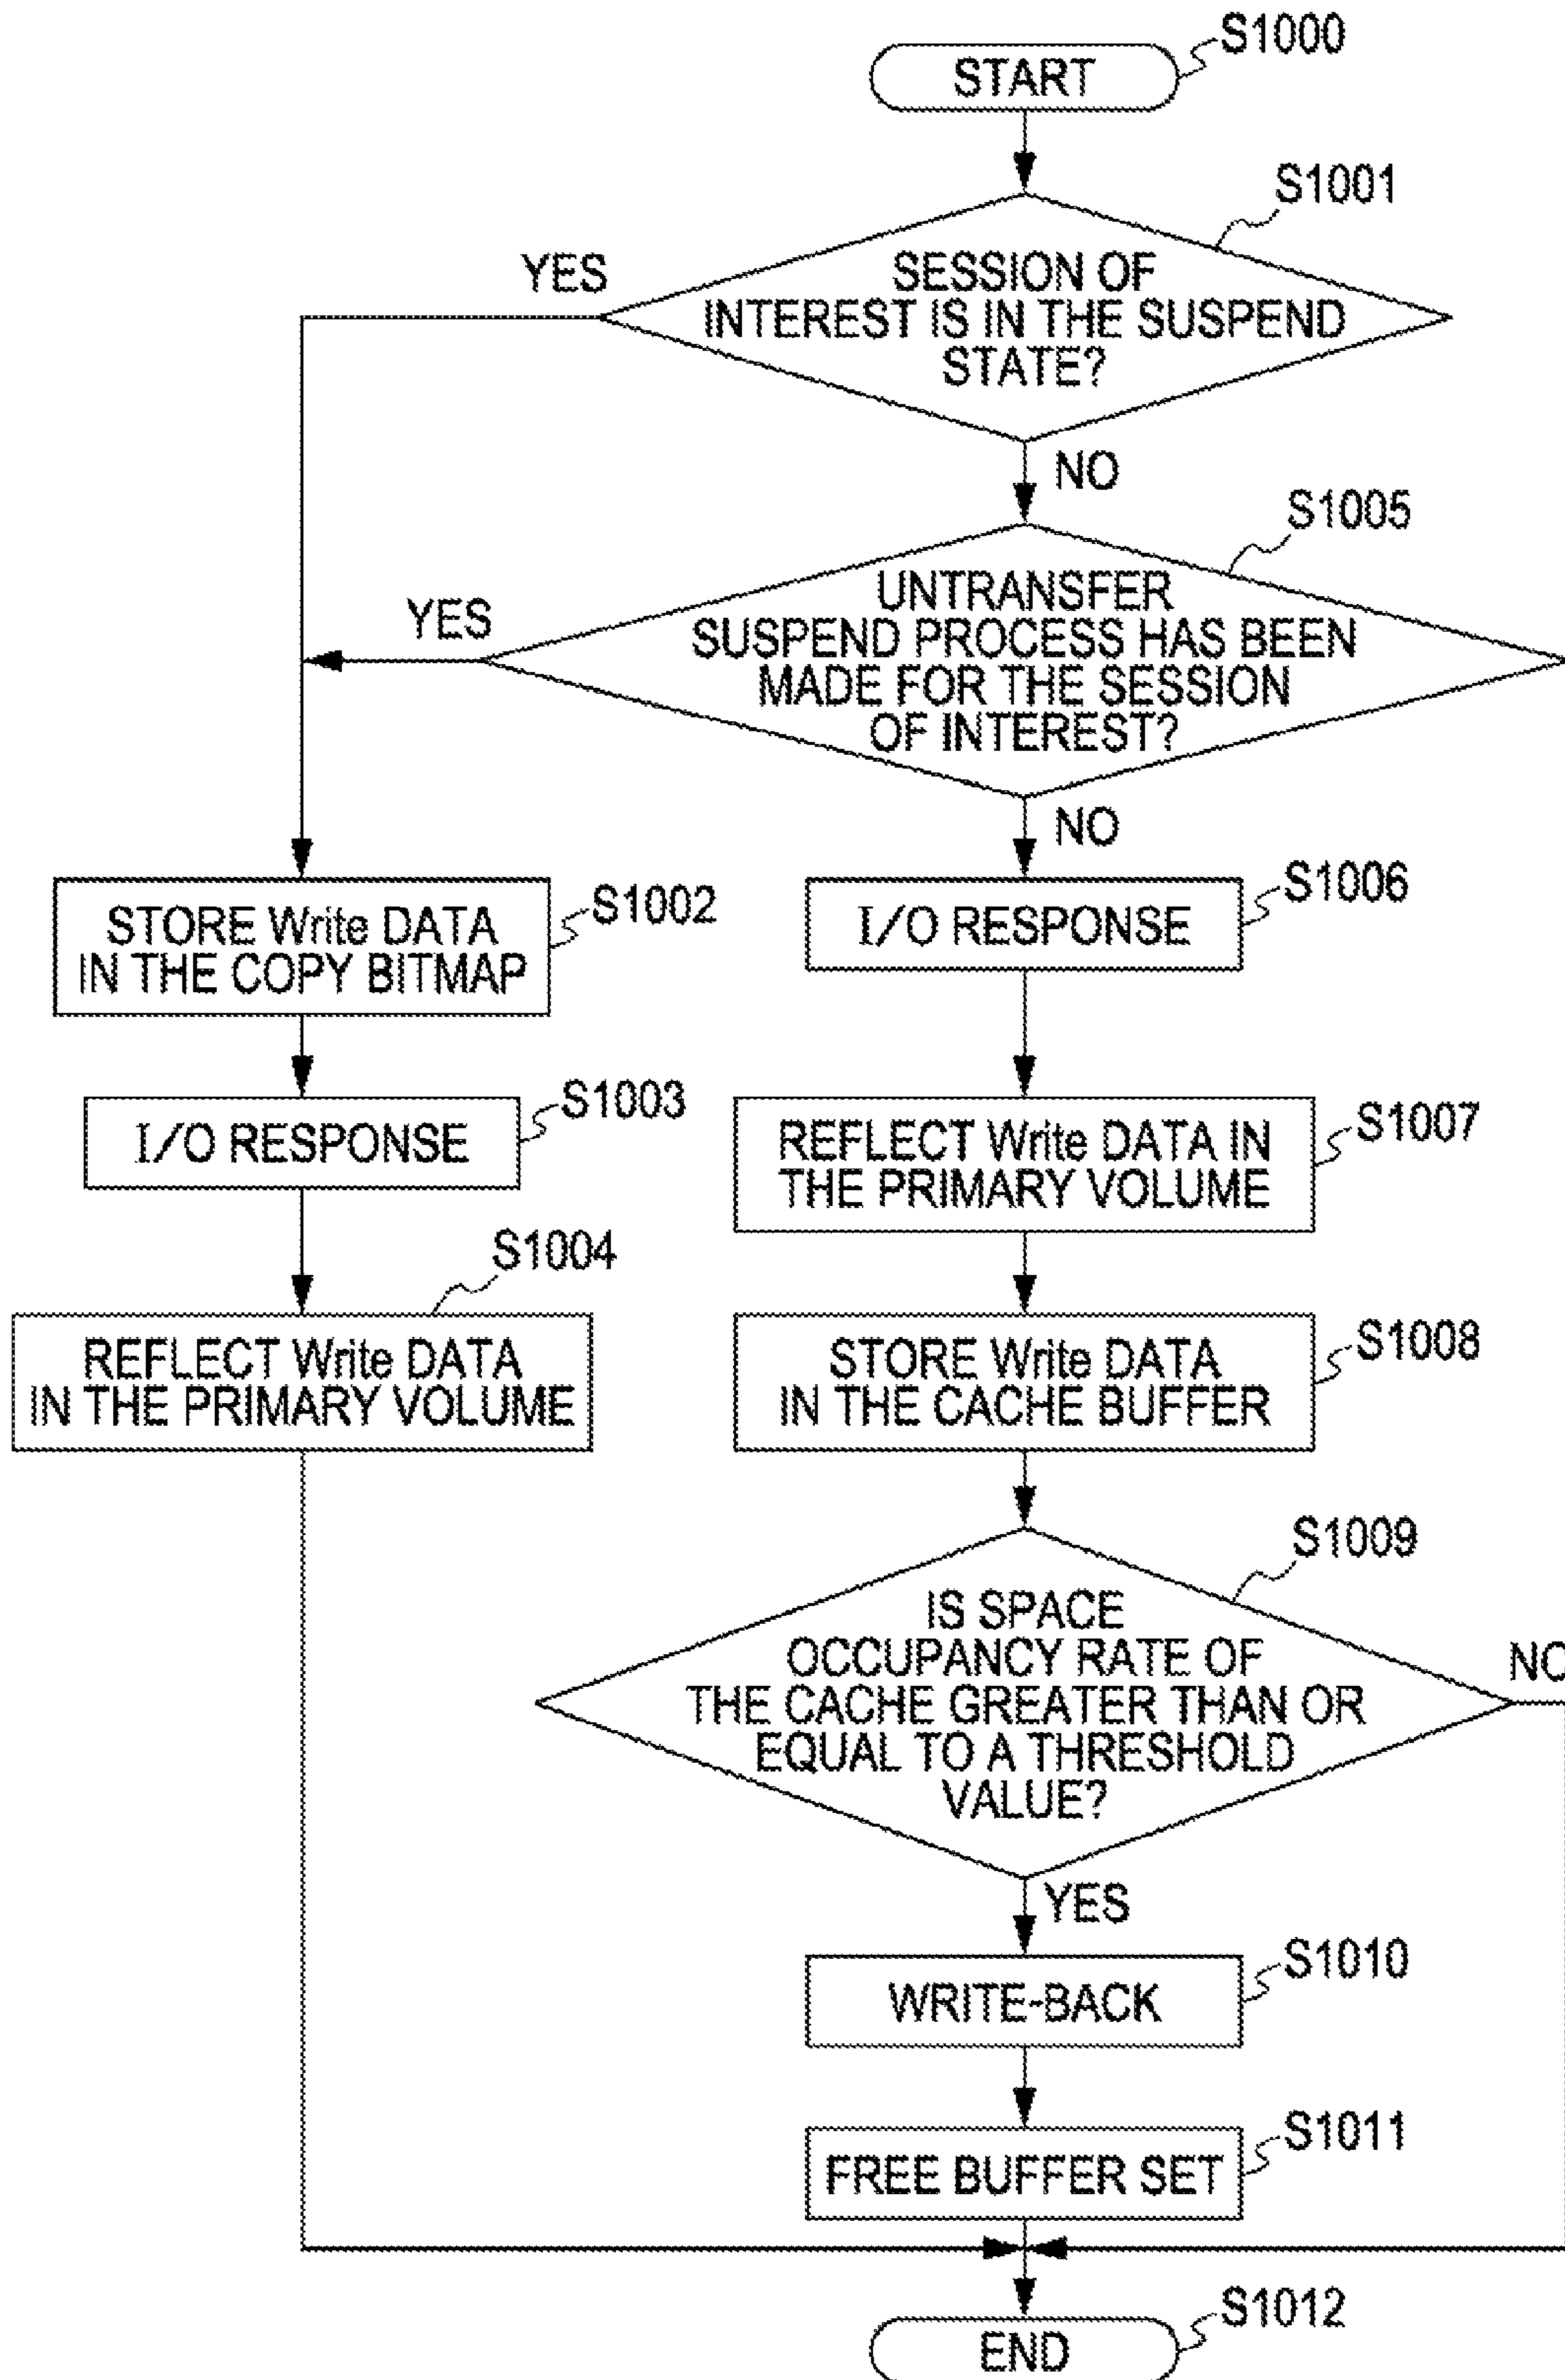 S1000
START
S1001
SESSION OF
INTEREST IS IN THE SUSPEND
STATE?
YES
NO
S1005
UNTRANSFER
SUSPEND PROCESS HAS BEEN
MADE FOR THE SESSION
OF INTEREST?
YES
NO
S1002
STORE Write DATA
IN THE COPY BITMAP
S1003
I/O RESPONSE
S1004
REFLECT Write DATA
IN THE PRIMARY VOLUME
S1006
I/O RESPONSE
S1007
REFLECT Write DATA IN
THE PRIMARY VOLUME
S1008
STORE Write DATA
IN THE CACHE BUFFER
S1009
IS SPACE
OCCUPANCY RATE OF
THE CACHE GREATER THAN OR
EQUAL TO A THRESHOLD
VALUE?
NO
YES
S1010
WRITE-BACK
S1011
FREE BUFFER SET
S1012
END